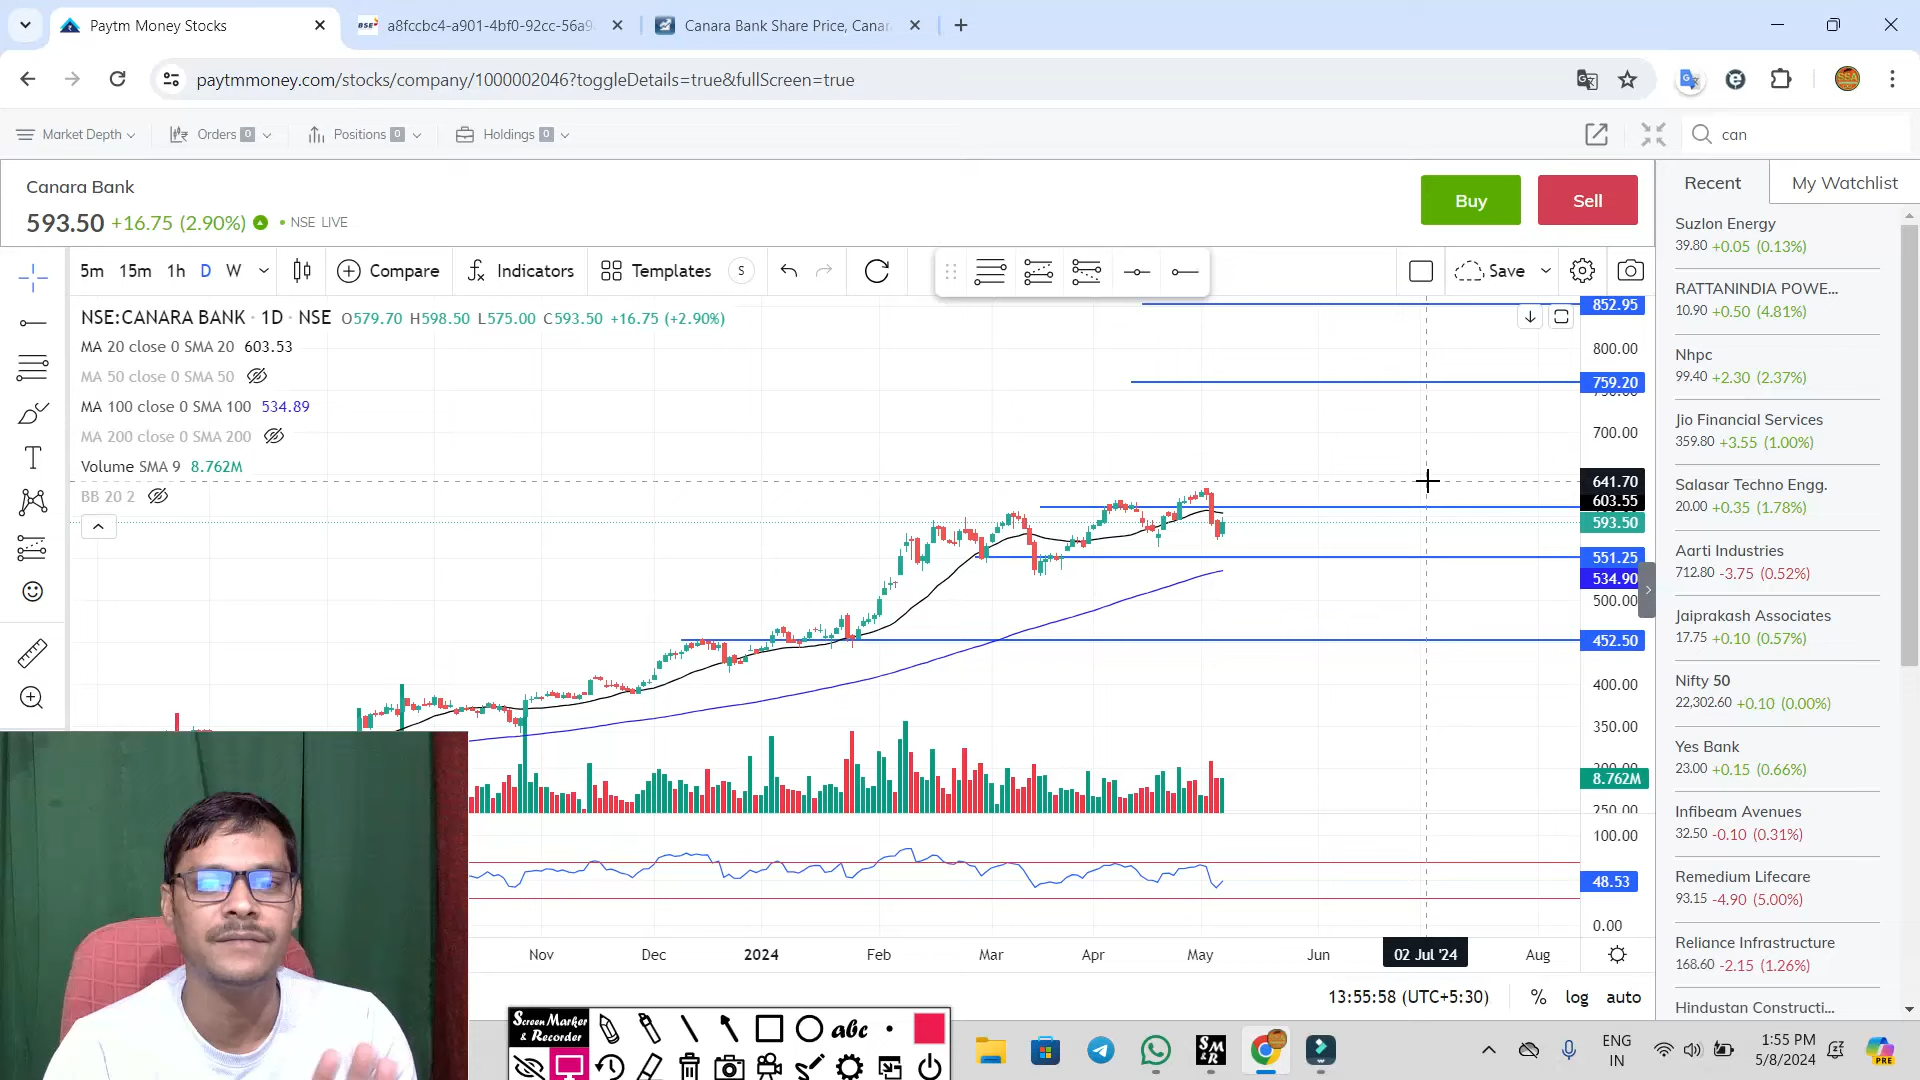 Paytm Money Stocks
BSE
a8fccbc4-a901-4bf0-92cc-56a9
Canara Bank Share Price, Canar
paytmmoney.com/stocks/company/1000002046?toggleDetails=true&fullScreen=true
Market Depth
Orders 0
Positions 0
Holdings 0
can
Canara Bank
593.50 +16.75 (2.90%) • NSE LIVE
Buy
Sell
Recent
My Watchlist
5m 15m 1h D W
Compare
Indicators
Templates
S
Save
NSE:CANARA BANK · 1D · NSE O579.70 H598.50 L575.00 C593.50 +16.75 (+2.90%)
MA 20 close 0 SMA 20 603.53
MA 50 close 0 SMA 50
MA 100 close 0 SMA 100 534.89
MA 200 close 0 SMA 200
Volume SMA 9 8.762M
BB 20 2
852.95
800.00
759.20
700.00
641.70
603.55
593.50
551.25
534.90
500.00
452.50
400.00
350.00
8.762M
250.00
100.00
48.53
0.00
Nov Dec 2024 Feb Mar Apr May Jun 02 Jul '24 Aug
13:55:58 (UTC+5:30) % log auto
Suzlon Energy
39.80 +0.05 (0.13%)
RATTANINDIA POWE...
10.90 +0.50 (4.81%)
Nhpc
99.40 +2.30 (2.37%)
Jio Financial Services
359.80 +3.55 (1.00%)
Salasar Techno Engg.
20.00 +0.35 (1.78%)
Aarti Industries
712.80 -3.75 (0.52%)
Jaiprakash Associates
17.75 +0.10 (0.57%)
Nifty 50
22,302.60 +0.10 (0.00%)
Yes Bank
23.00 +0.15 (0.66%)
Infibeam Avenues
32.50 -0.10 (0.31%)
Remedium Lifecare
93.15 -4.90 (5.00%)
Reliance Infrastructure
168.60 -2.15 (1.26%)
Hindustan Constructi...
Screen Marker
& Recorder
abc
SM
&R
ENG
IN
1:55 PM
5/8/2024
PRE